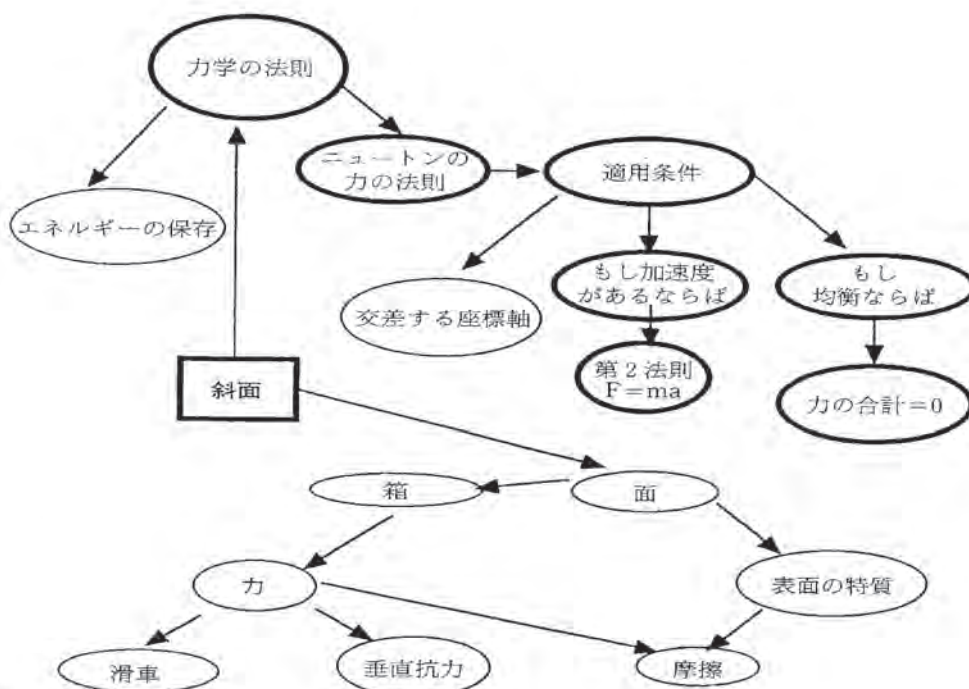 力学の法則
ニュートンの
力の法則
適用条件
エネルギーの保存
交差する座標軸
もし加速度
があるならば
もし
均衡ならば
斜面
第2法則
F=ma
力の合計=0
箱
面
力
表面の特質
滑車
垂直抗力
摩擦